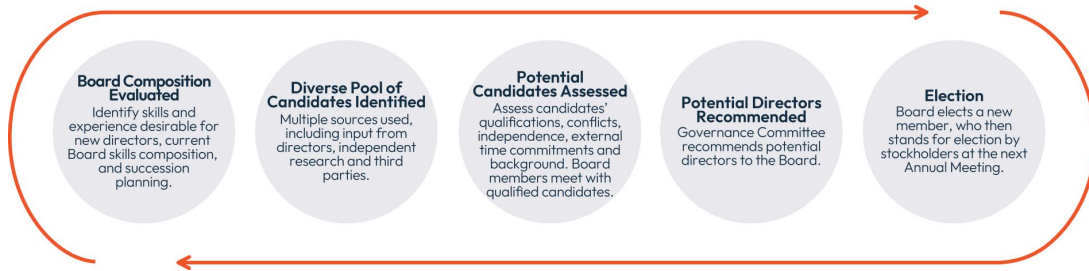 Board Composition
Evaluated
Identify skills and
experience desirable for
new directors, current
Board skills composition,
and succession
planning.
Diverse Pool of
Candidates Identified
Multiple sources used,
including input from
directors, independent
research and third
parties.
Potential
Candidates Assessed
Assess candidates’
qualifications, conflicts,
independence, external
time commitments and
background. Board
members meet with
qualified candidates.
Potential Directors
Recommended
Governance Committee
recommends potential
directors to the Board.
Election
Board elects a new
member, who then
stands for election by
stockholders at the next
Annual Meeting.